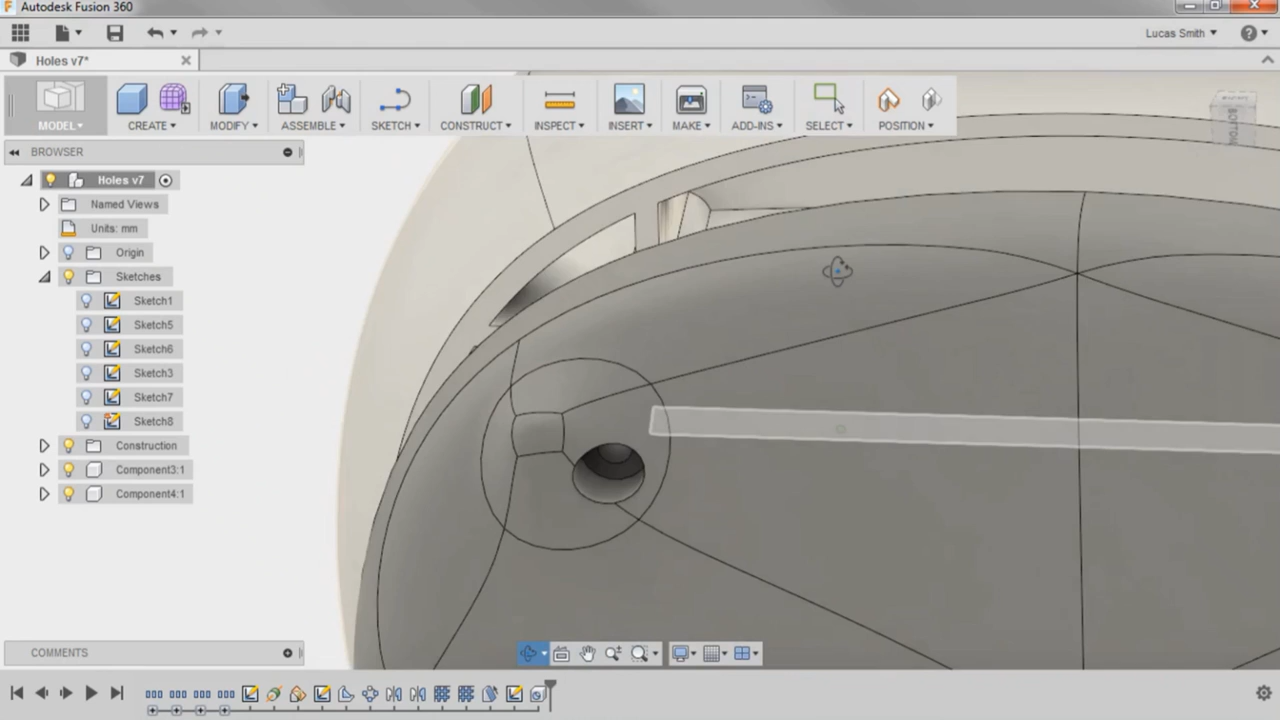 Autodesk Fusion 360
Lucas Smith
Holes v7*
MODEL
CREATE
MODIFY
ASSEMBLE
SKETCH
CONSTRUCT
INSPECT
INSERT
MAKE
ADD-INS
SELECT
POSITION
BROWSER
Holes v7
Named Views
Units: mm
Origin
Sketches
Sketch1
Sketch5
Sketch6
Sketch3
Sketch7
Sketch8
Construction
Component3:1
Component4:1
COMMENTS